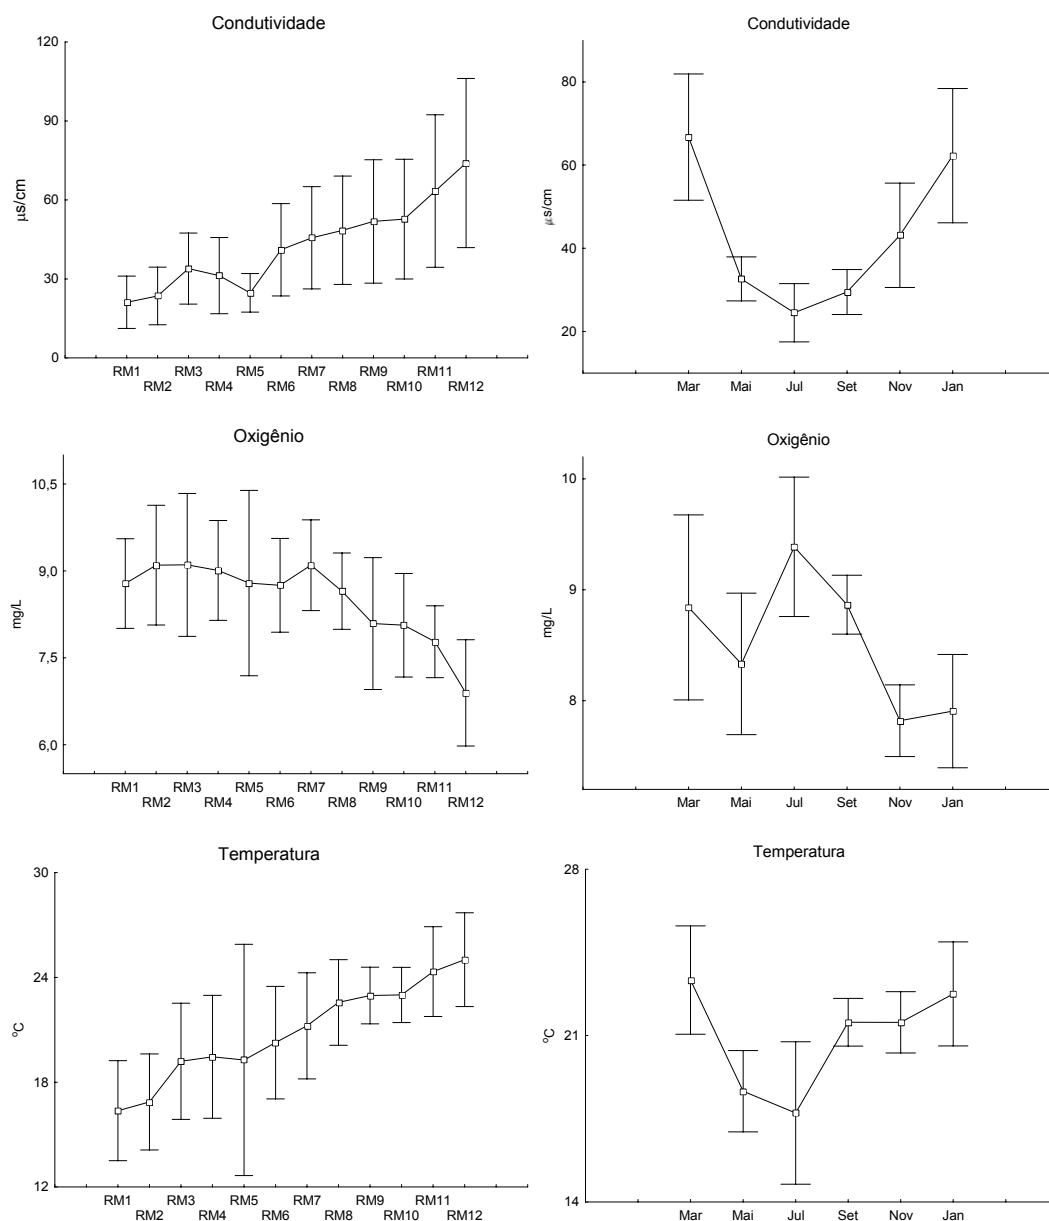 Condutividade
120
90
60
30
0
μs/cm
RM1 RM3 RM5 RM7 RM9 RM11
RM2 RM4 RM6 RM8 RM10 RM12
Condutividade
80
60
40
20
μs/cm
Mar Mai Jul Set Nov Jan
Oxigênio
10,5
9,0
7,5
6,0
mg/L
RM1 RM3 RM5 RM7 RM9 RM11
RM2 RM4 RM6 RM8 RM10 RM12
Oxigênio
10
9
8
mg/L
Mar Mai Jul Set Nov Jan
Temperatura
30
24
18
12
ºC
RM1 RM3 RM5 RM7 RM9 RM11
RM2 RM4 RM6 RM8 RM10 RM12
Temperatura
28
21
14
ºC
Mar Mai Jul Set Nov Jan